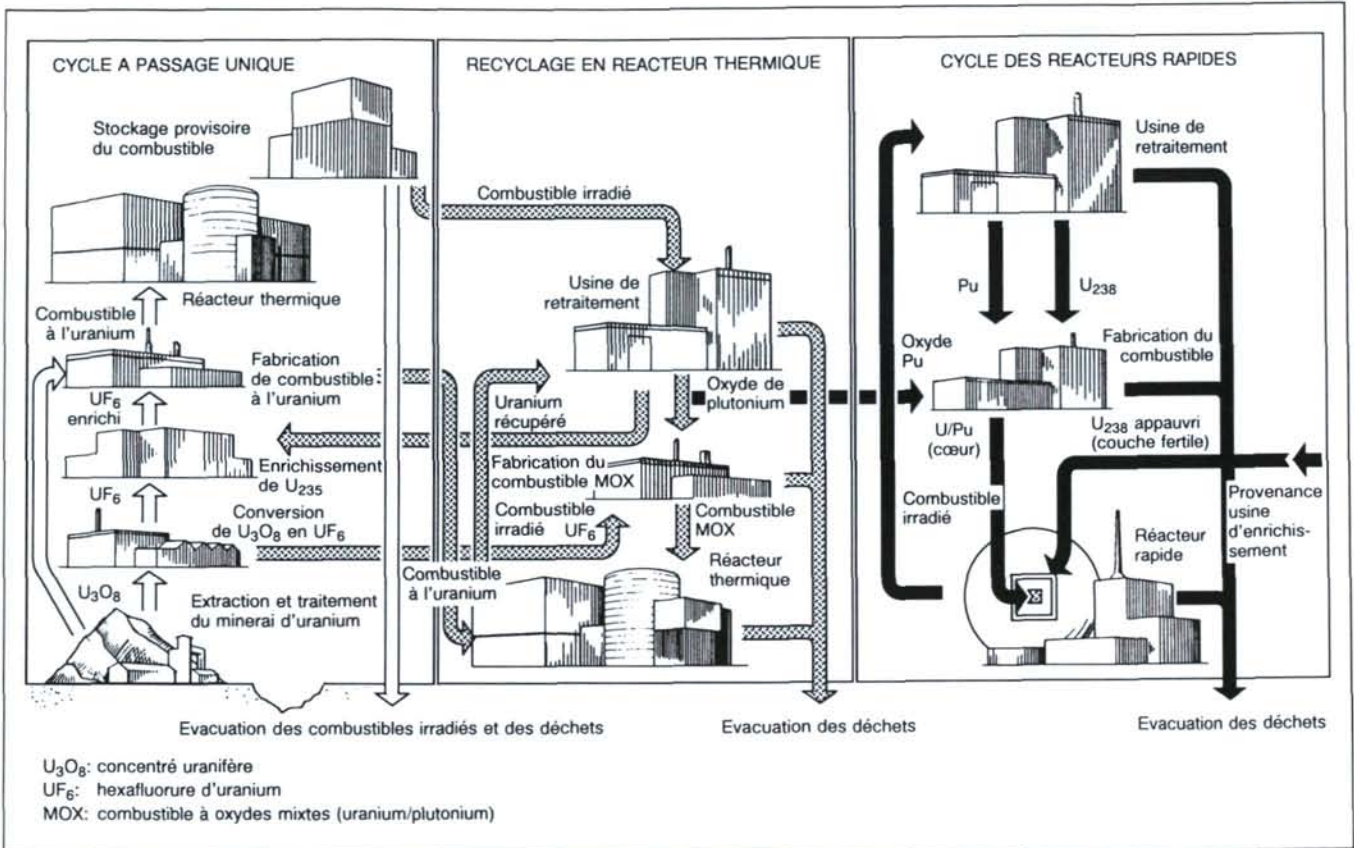 CYCLE A PASSAGE UNIQUE
Stockage provisoire
du combustible
Réacteur thermique
Combustible
à l'uranium
Fabrication
de combustible
à l'uranium
UF6
enrichi
Enrichissement
de U235
UF6
Conversion
de U3O8 en UF6
U3O8
Extraction et traitement
du minerai d'uranium
Evacuation des combustibles irradiés et des déchets
RECYCLAGE EN REACTEUR THERMIQUE
Combustible irradié
Usine de
retraitement
Oxyde de
plutonium
Uranium
récupéré
Fabrication du
combustible MOX
Combustible
irradié
UF6
Combustible
MOX
Combustible
à l'uranium
Réacteur
thermique
Evacuation des déchets
CYCLE DES REACTEURS RAPIDES
Usine de
retraitement
Pu
U238
Oxyde
Pu
Fabrication du
combustible
U/Pu
(cœur)
U238 appauvri
(couche fertile)
Combustible
irradié
Provenance
usine
d'enrichis-
sement
Réacteur
rapide
Evacuation des déchets
U3O8: concentré uranifère
UF6: hexafluorure d'uranium
MOX: combustible à oxydes mixtes (uranium/plutonium)